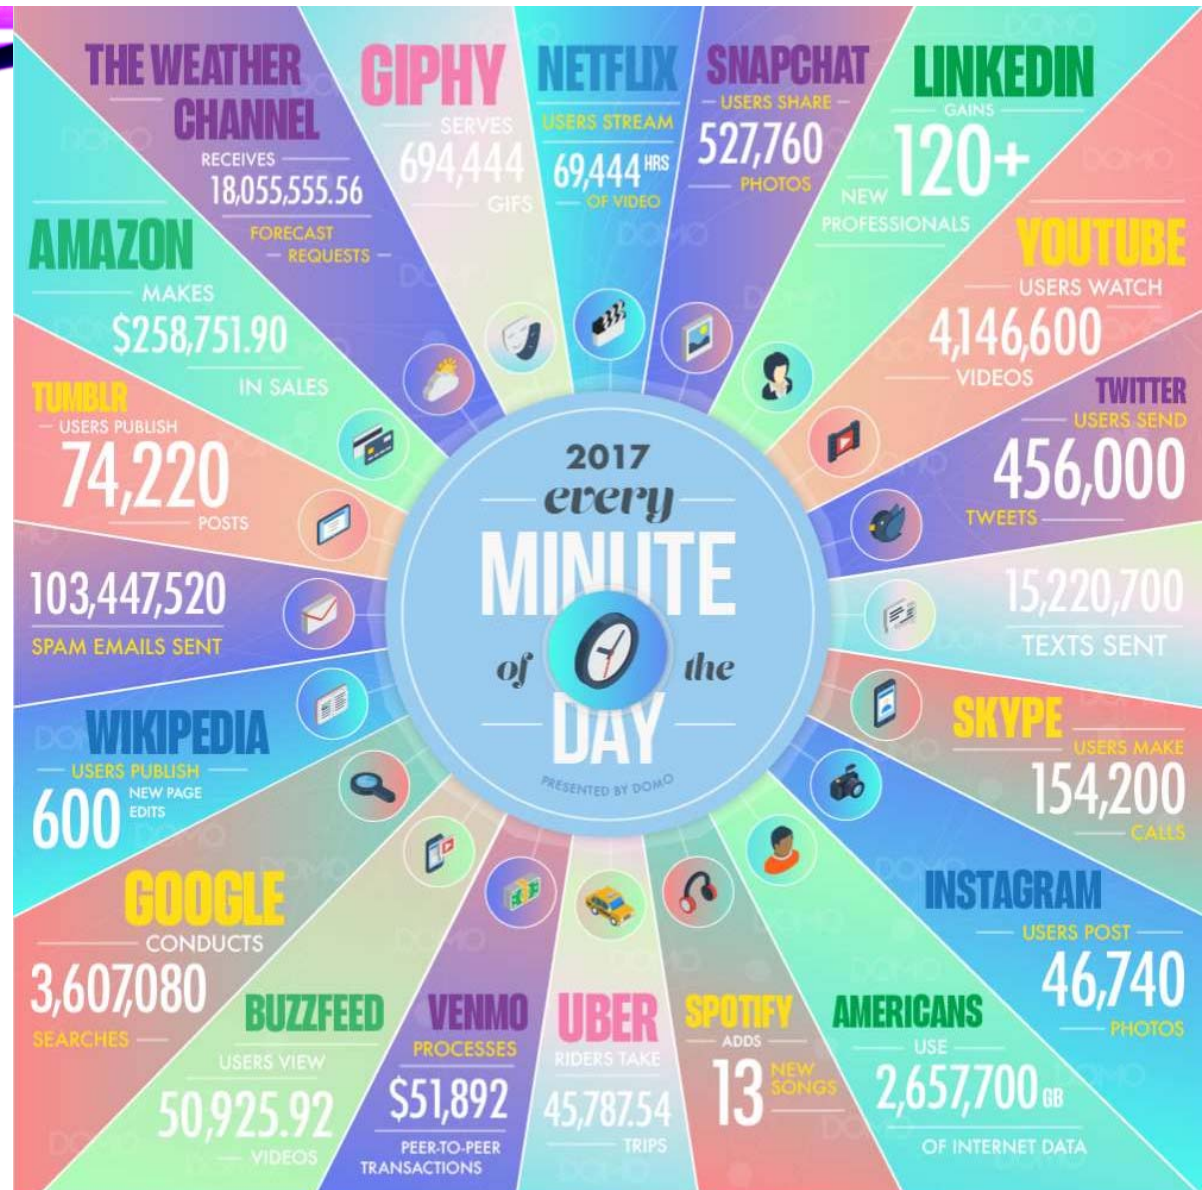 THE WEATHER
CHANNEL
RECEIVES
18,055,555.56
FORECAST
REQUESTS
GIPHY
SERVES
694,444
GIFS
NETFLIX
USERS STREAM
69,444 HRS
OF VIDEO
SNAPCHAT
USERS SHARE
527,760
PHOTOS
LINKEDIN
GAINS
120+
NEW
PROFESSIONALS
YOUTUBE
USERS WATCH
4,146,600
VIDEOS
TWITTER
USERS SEND
456,000
TWEETS
15,220,700
TEXTS SENT
SKYPE
USERS MAKE
154,200
CALLS
INSTAGRAM
USERS POST
46,740
PHOTOS
AMERICANS
USE
2,657,700 GB
OF INTERNET DATA
SPOTIFY
ADDS
13 NEW
SONGS
UBER
RIDERS TAKE
45,787.54
TRIPS
VENMO
PROCESSES
$51,892
PEER-TO-PEER
TRANSACTIONS
BUZZFEED
USERS VIEW
50,925.92
VIDEOS
GOOGLE
CONDUCTS
3,607,080
SEARCHES
WIKIPEDIA
USERS PUBLISH
600 NEW PAGE
EDITS
103,447,520
SPAM EMAILS SENT
TUMBLR
USERS PUBLISH
74,220
POSTS
AMAZON
MAKES
$258,751.90
IN SALES
2017
every
MINUTE
of the
DAY
PRESENTED BY DOMO